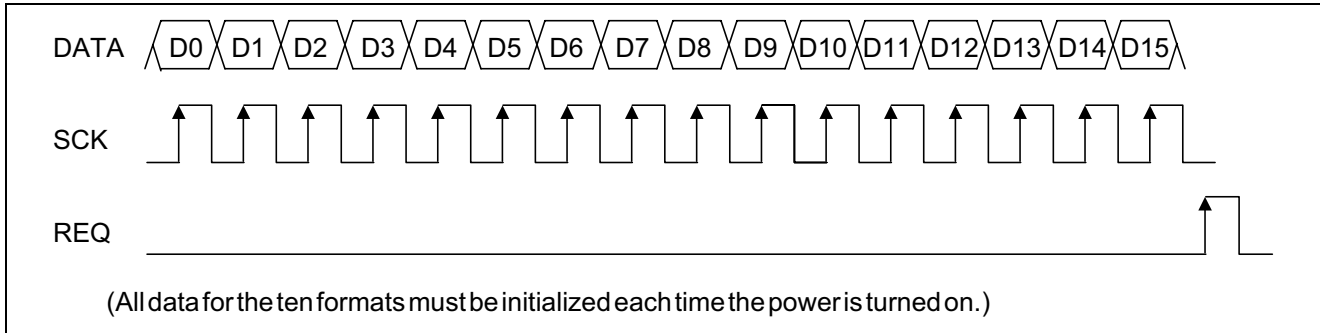 DATA D0 D1 D2 D3 D4 D5 D6 D7 D8 D9 D10 D11 D12 D13 D14 D15
SCK
REQ
(All data for the ten formats must be initialized each time the power is turned on.)